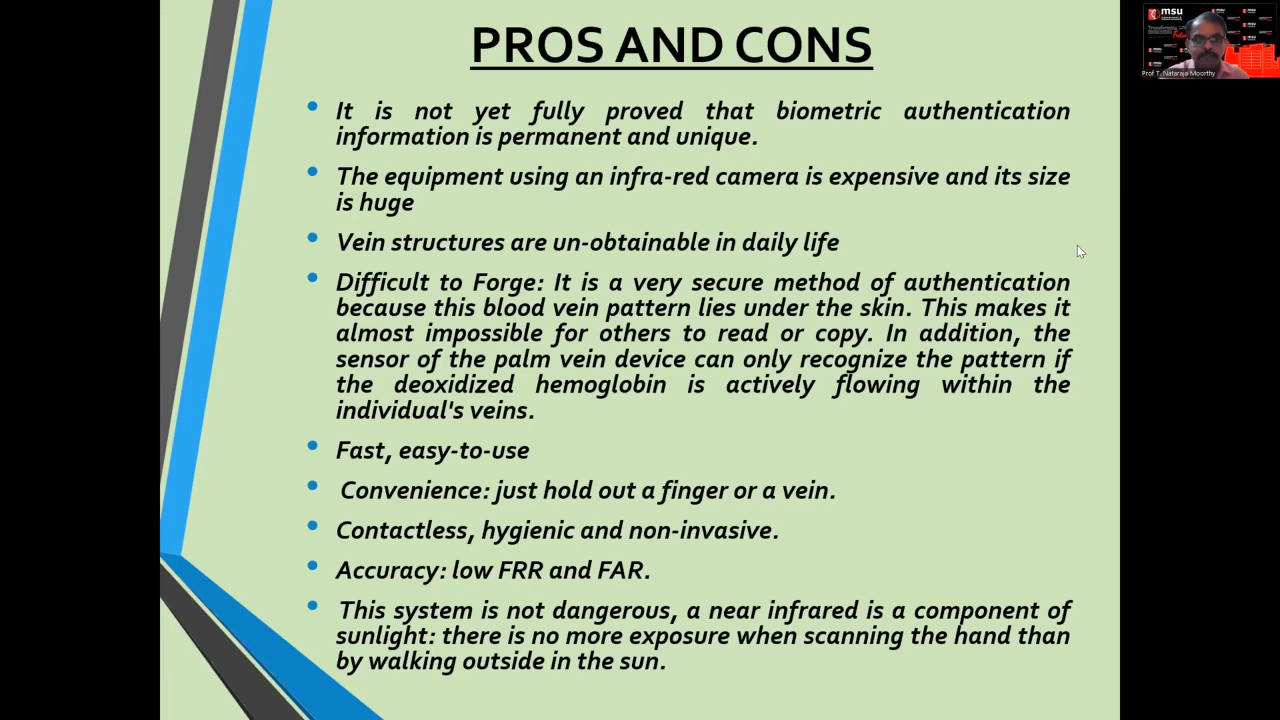 PROS AND CONS
It is not yet fully proved that biometric authentication
information is permanent and unique.
The equipment using an infra-red camera is expensive and its size
is huge
Vein structures are un-obtainable in daily life
Difficult to Forge: It is a very secure method of authentication
because this blood vein pattern lies under the skin. This makes it
almost impossible for others to read or copy. In addition, the
sensor of the palm vein device can only recognize the pattern if
the deoxidized hemoglobin is actively flowing within the
individual's veins.
Fast, easy-to-use
Convenience: just hold out a finger or a vein.
Contactless, hygienic and non-invasive.
Accuracy: low FRR and FAR.
This system is not dangerous, a near infrared is a component of
sunlight: there is no more exposure when scanning the hand than
by walking outside in the sun.
msu
Prof T. Nataraja Moorthy